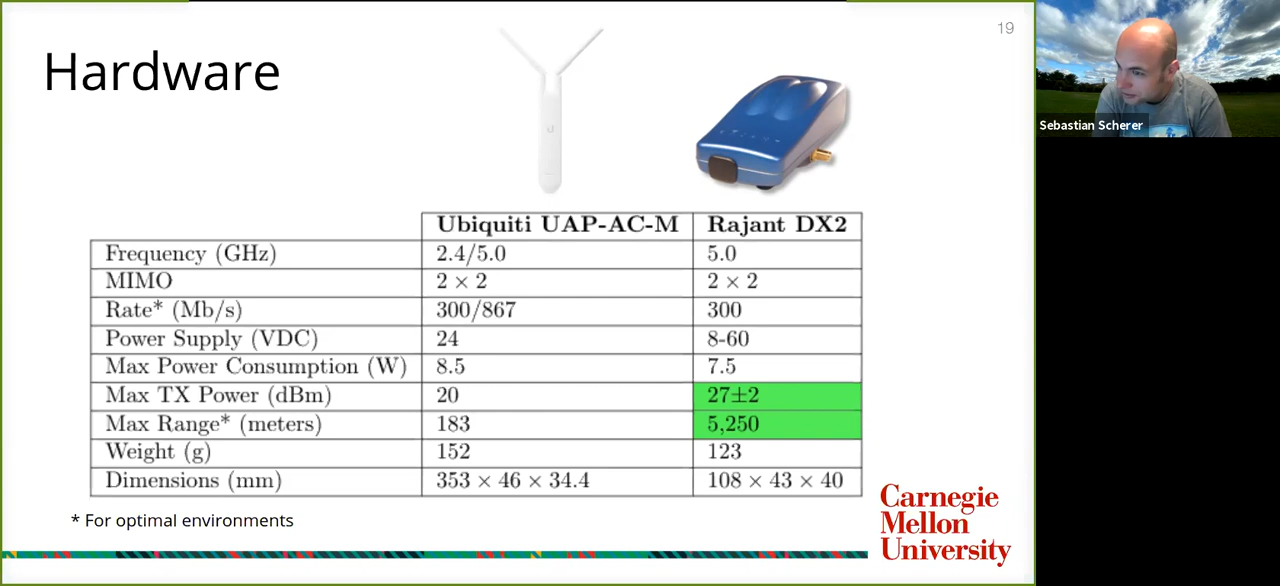 19
Hardware
Sebastian Scherer
Ubiquiti UAP-AC-M Rajant DX2
Frequency (GHz) 2.4/5.0 5.0
MIMO 2 × 2 2 × 2
Rate* (Mb/s) 300/867 300
Power Supply (VDC) 24 8-60
Max Power Consumption (W) 8.5 7.5
Max TX Power (dBm) 20 27±2
Max Range* (meters) 183 5,250
Weight (g) 152 123
Dimensions (mm) 353 × 46 × 34.4 108 × 43 × 40
* For optimal environments
Carnegie
Mellon
University